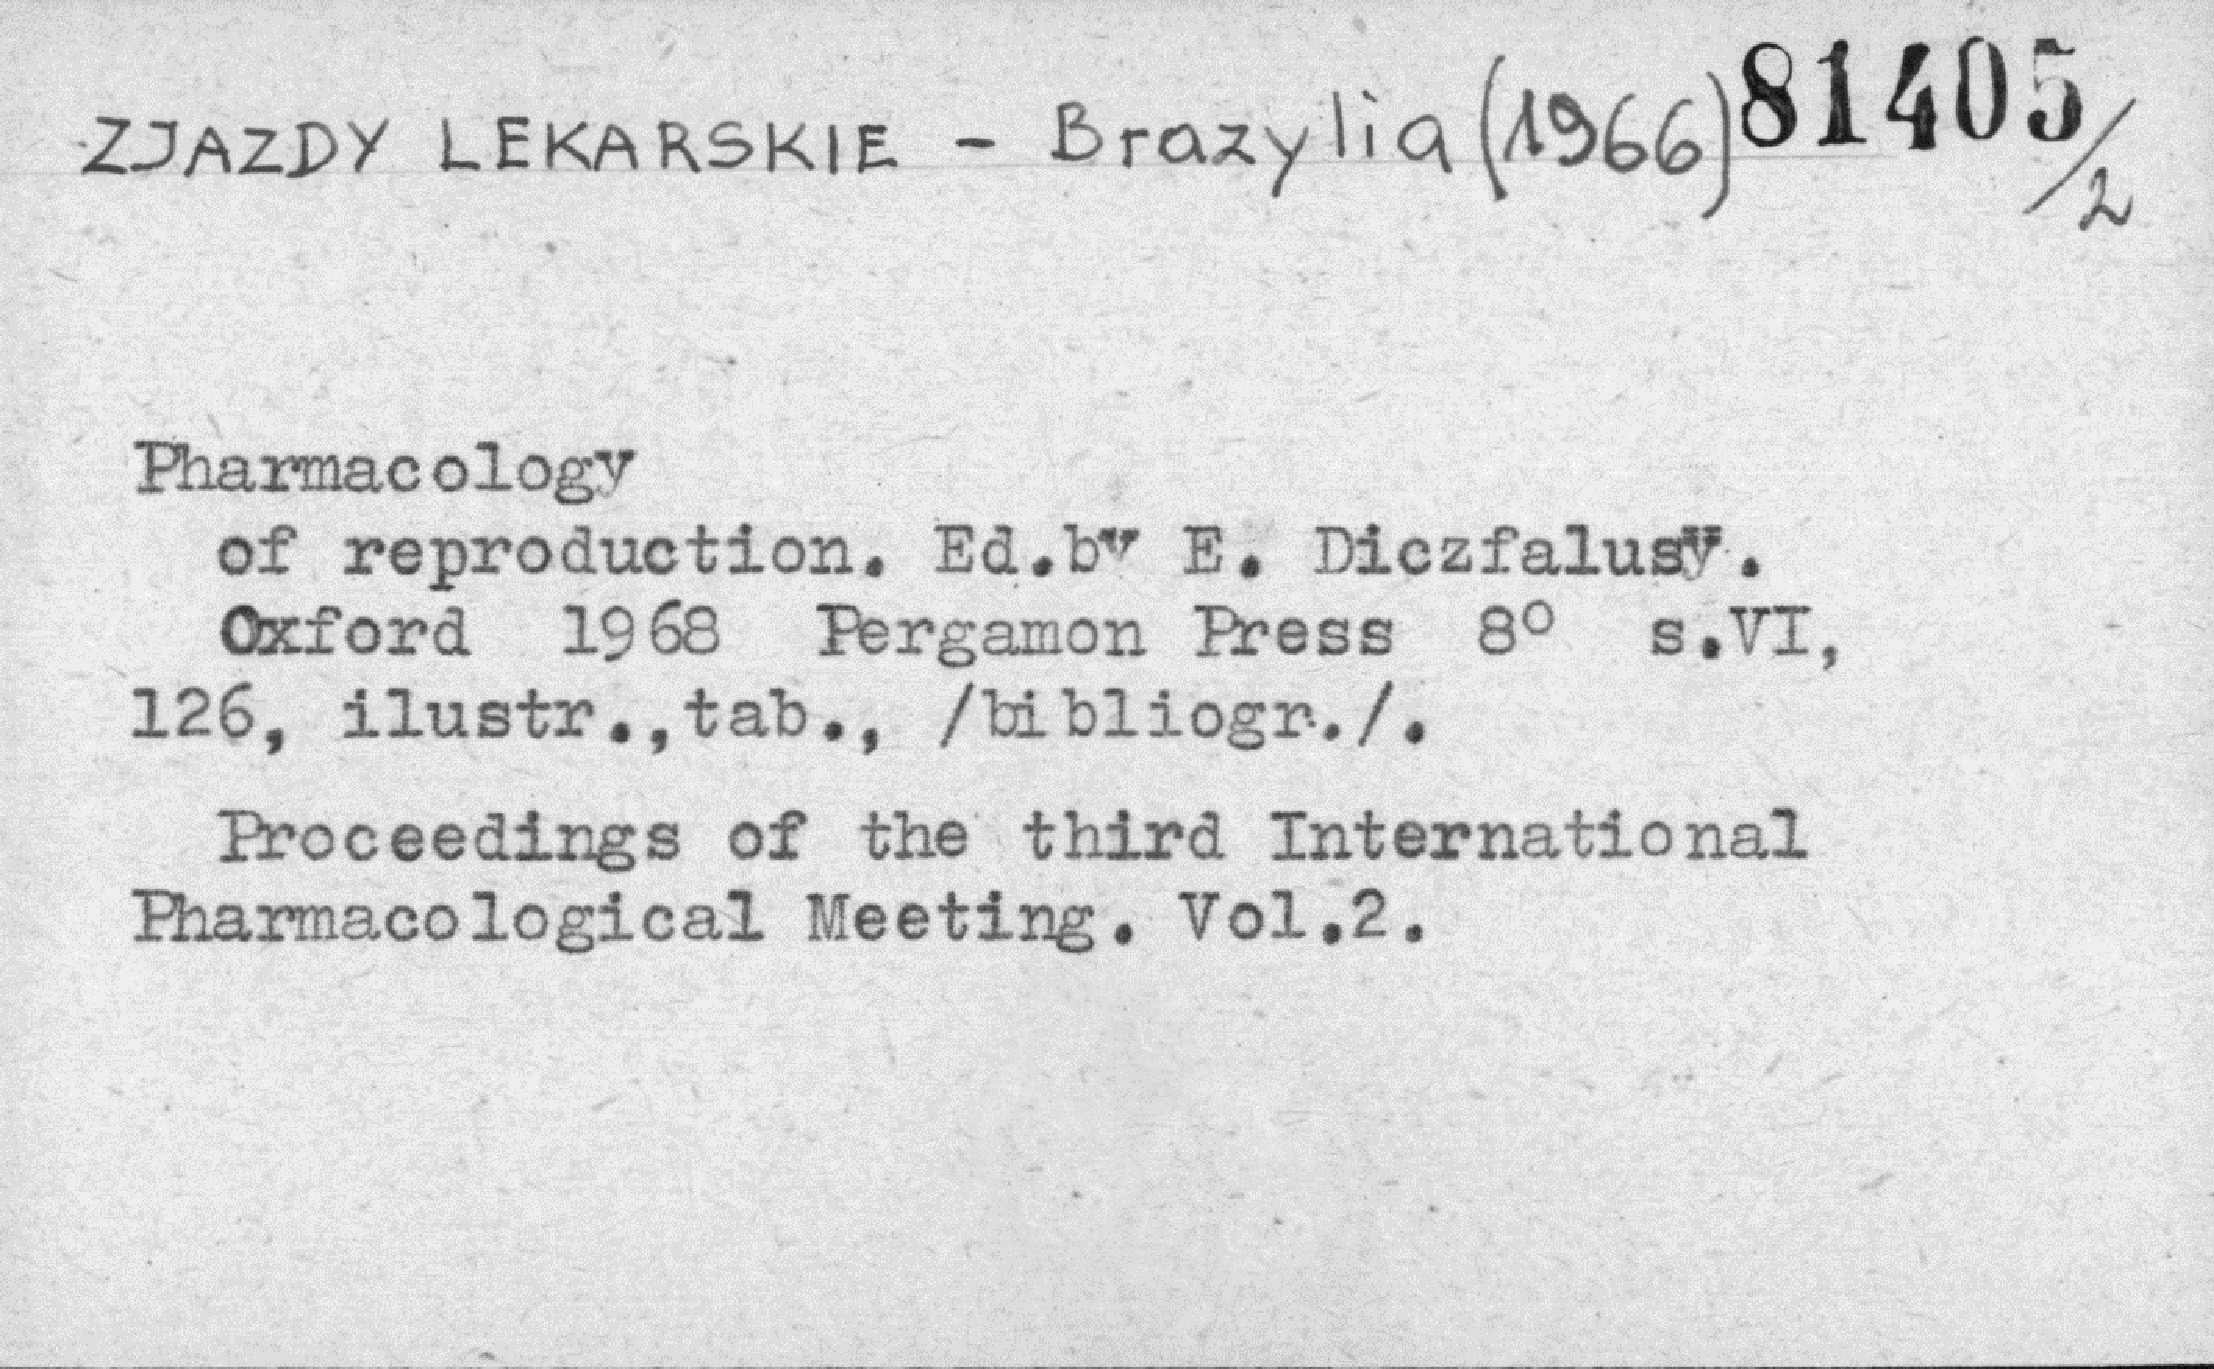 ZJAZDY LEKARSKIE - Brazylia (1966) 81405/2
Pharmacology
of reproduction. Ed.by E. Diczfalusy.
Oxford 1968 Pergamon Press 8° s.VI,
126, ilustr.,tab., /bibliogr./.
Proceedings of the third International
Pharmacological Meeting. Vol.2.